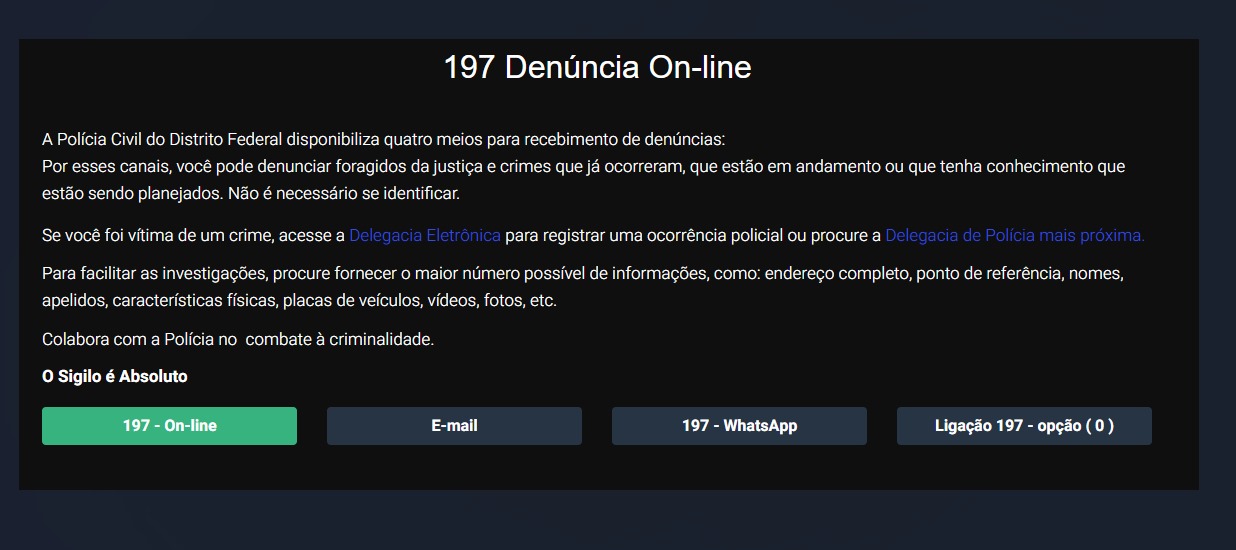 197 Denúncia On-line
A Polícia Civil do Distrito Federal disponibiliza quatro meios para recebimento de denúncias:
Por esses canais, você pode denunciar foragidos da justiça e crimes que já ocorreram, que estão em andamento ou que tenha conhecimento que
estão sendo planejados. Não é necessário se identificar.
Se você foi vítima de um crime, acesse a Delegacia Eletrônica para registrar uma ocorrência policial ou procure a Delegacia de Polícia mais próxima.
Para facilitar as investigações, procure fornecer o maior número possível de informações, como: endereço completo, ponto de referência, nomes,
apelidos, características físicas, placas de veículos, vídeos, fotos, etc.
Colabora com a Polícia no  combate à criminalidade.
O Sigilo é Absoluto
197 - On-line
E-mail
197 - WhatsApp
Ligação 197 - opção ( 0 )